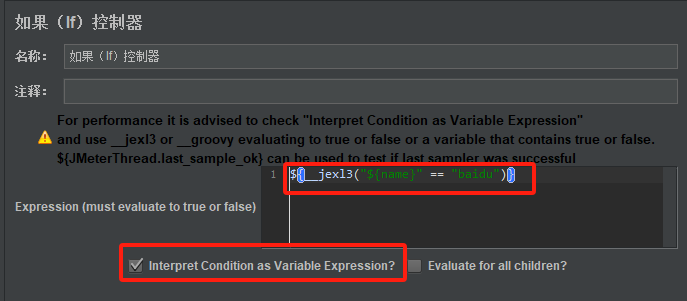 如果（If）控制器
名称： 如果（If）控制器
注释：
For performance it is advised to check "Interpret Condition as Variable Expression"
and use __jexl3 or __groovy evaluating to true or false or a variable that contains true or false.
${JMeterThread.last_sample_ok} can be used to test if last sampler was successful
1 ${__jexl3("${name}" == "baidu")}
Expression (must evaluate to true or false)
Interpret Condition as Variable Expression? Evaluate for all children?